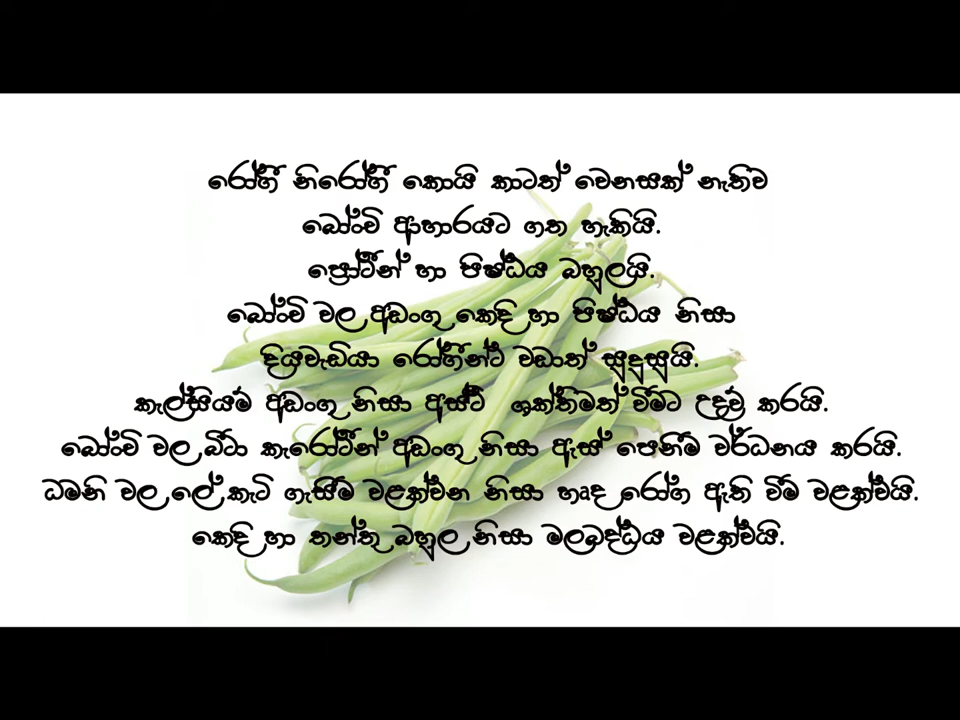 රෝගී නිරෝගී කොයි කාටත් වෙනසක් නැතිව
බෝංචි ආහාරයට ගත හැකියි.
ප්‍රෝටීන් හා පිෂ්ඨය බහුලයි.
බෝංචි වල අඩංගු කෙදි හා පිෂ්ඨය නිසා
දියවැඩියා රෝගීන්ට වඩාත් සුදුසුයි.
කැල්සියම් අඩංගු නිසා අස්ථි ශක්තිමත් වීමට උදව් කරයි.
බෝංචි වල බීටා කැරෝටීන් අඩංගු නිසා ඇස් පෙනීම වර්ධනය කරයි.
ධමනි වල ලේ කැටි ගැසීම වළක්වන නිසා හෘද රෝග ඇති වීම වළක්වයි.
කෙදි හා තන්තු බහුල නිසා මලබද්ධය වළක්වයි.